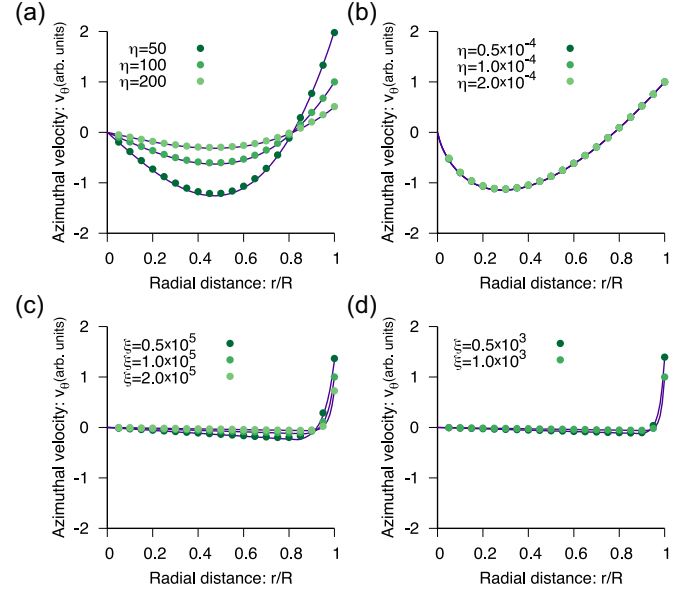 (a)
2
1
0
-1
-2
Azimuthal velocity: vθ(arb. units)
η=50
η=100
η=200
0 0.2 0.4 0.6 0.8 1
Radial distance: r/R
(b)
2
1
0
-1
-2
Azimuthal velocity: vθ(arb. units)
η=0.5×10⁻⁴
η=1.0×10⁻⁴
η=2.0×10⁻⁴
0 0.2 0.4 0.6 0.8 1
Radial distance: r/R
(c)
2
1
0
-1
-2
Azimuthal velocity: vθ(arb. units)
ξ=0.5×10⁵
ξ=1.0×10⁵
ξ=2.0×10⁵
0 0.2 0.4 0.6 0.8 1
Radial distance: r/R
(d)
2
1
0
-1
-2
Azimuthal velocity: vθ(arb. units)
ξ=0.5×10³
ξ=1.0×10³
0 0.2 0.4 0.6 0.8 1
Radial distance: r/R